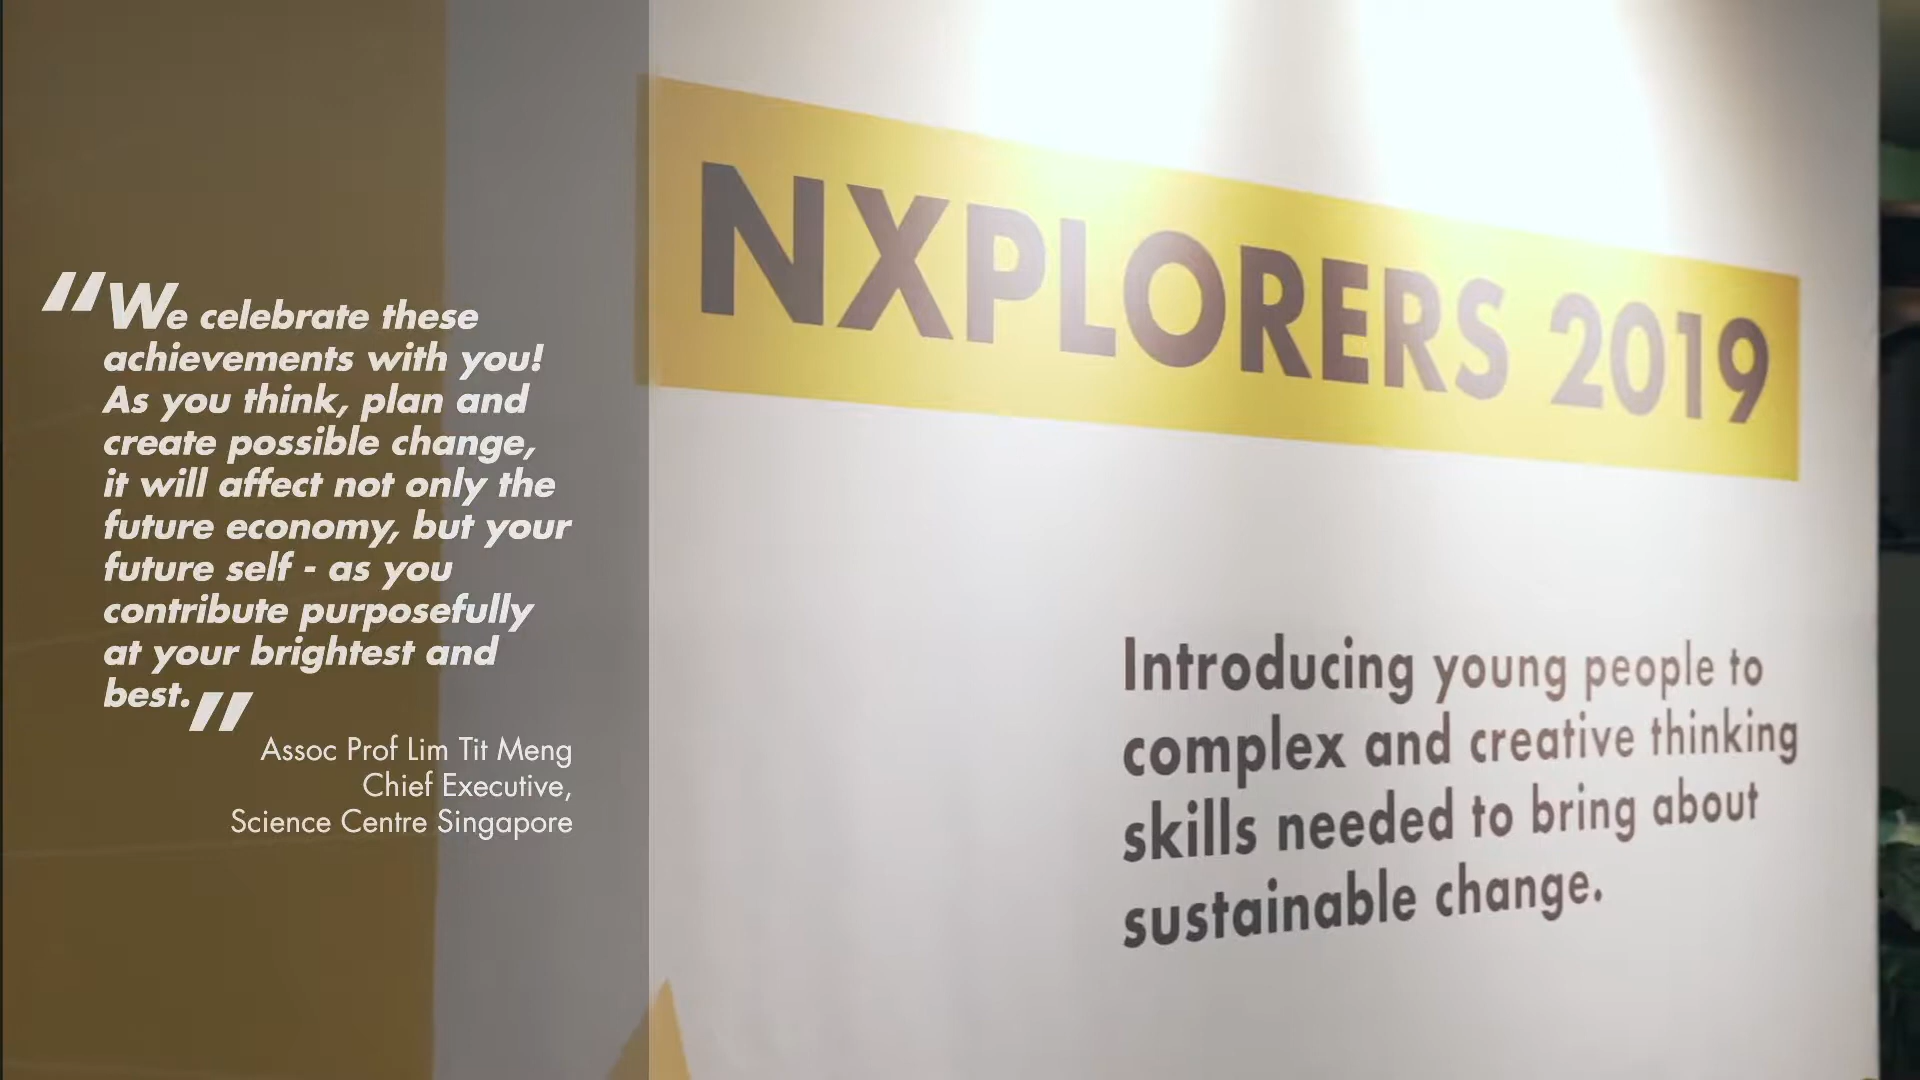 "We celebrate these
achievements with you!
As you think, plan and
create possible change,
it will affect not only the
future economy, but your
future self - as you
contribute purposefully
at your brightest and
best."
Assoc Prof Lim Tit Meng
Chief Executive,
Science Centre Singapore
NXPLORERS 2019
Introducing young people to
complex and creative thinking
skills needed to bring about
sustainable change.